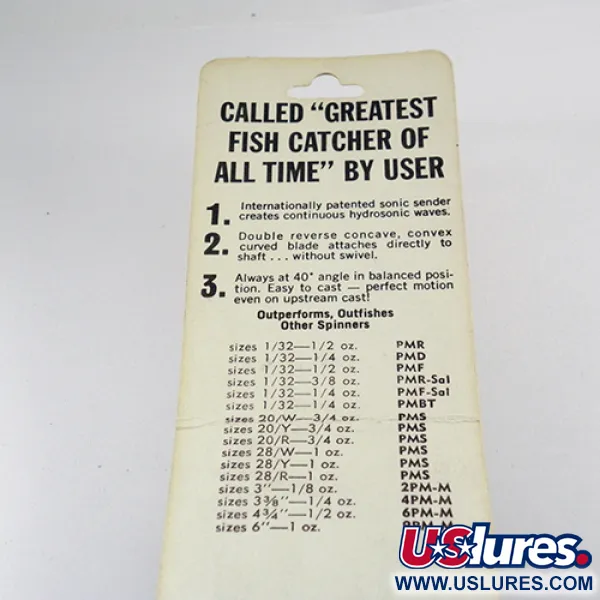 CALLED "GREATEST
FISH CATCHER OF
ALL TIME" BY USER
1. Internationally patented sonic sender
creates continuous hydrosonic waves.
2. Double reverse concave, convex
curved blade attaches directly to
shaft . . . without swivel.
3. Always at 40° angle in balanced posi-
tion. Easy to cast — perfect motion
even on upstream cast!
Outperforms, Outfishes
Other Spinners
sizes 1/32—1/2 oz. PMR
sizes 1/32—1/4 oz. PMD
sizes 1/32—1/2 oz. PMF
sizes 1/32—3/8 oz. PMR-Sal
sizes 1/32—1/4 oz. PMF-Sal
sizes 1/32—1/4 oz. PMBT
sizes 20/W—3/4 oz. PMS
sizes 20/Y—3/4 oz. PMS
sizes 20/R—3/4 oz. PMS
sizes 28/W—1 oz. PMS
sizes 28/Y—1 oz. PMS
sizes 28/R—1 oz. PMS
sizes 3"—1/8 oz. 2PM-M
sizes 3⅜"—1/4 oz. 4PM-M
sizes 4¾"—1/2 oz. 6PM-M
sizes 6"—1 oz. 8PM-M
USlures.
WWW.USLURES.COM